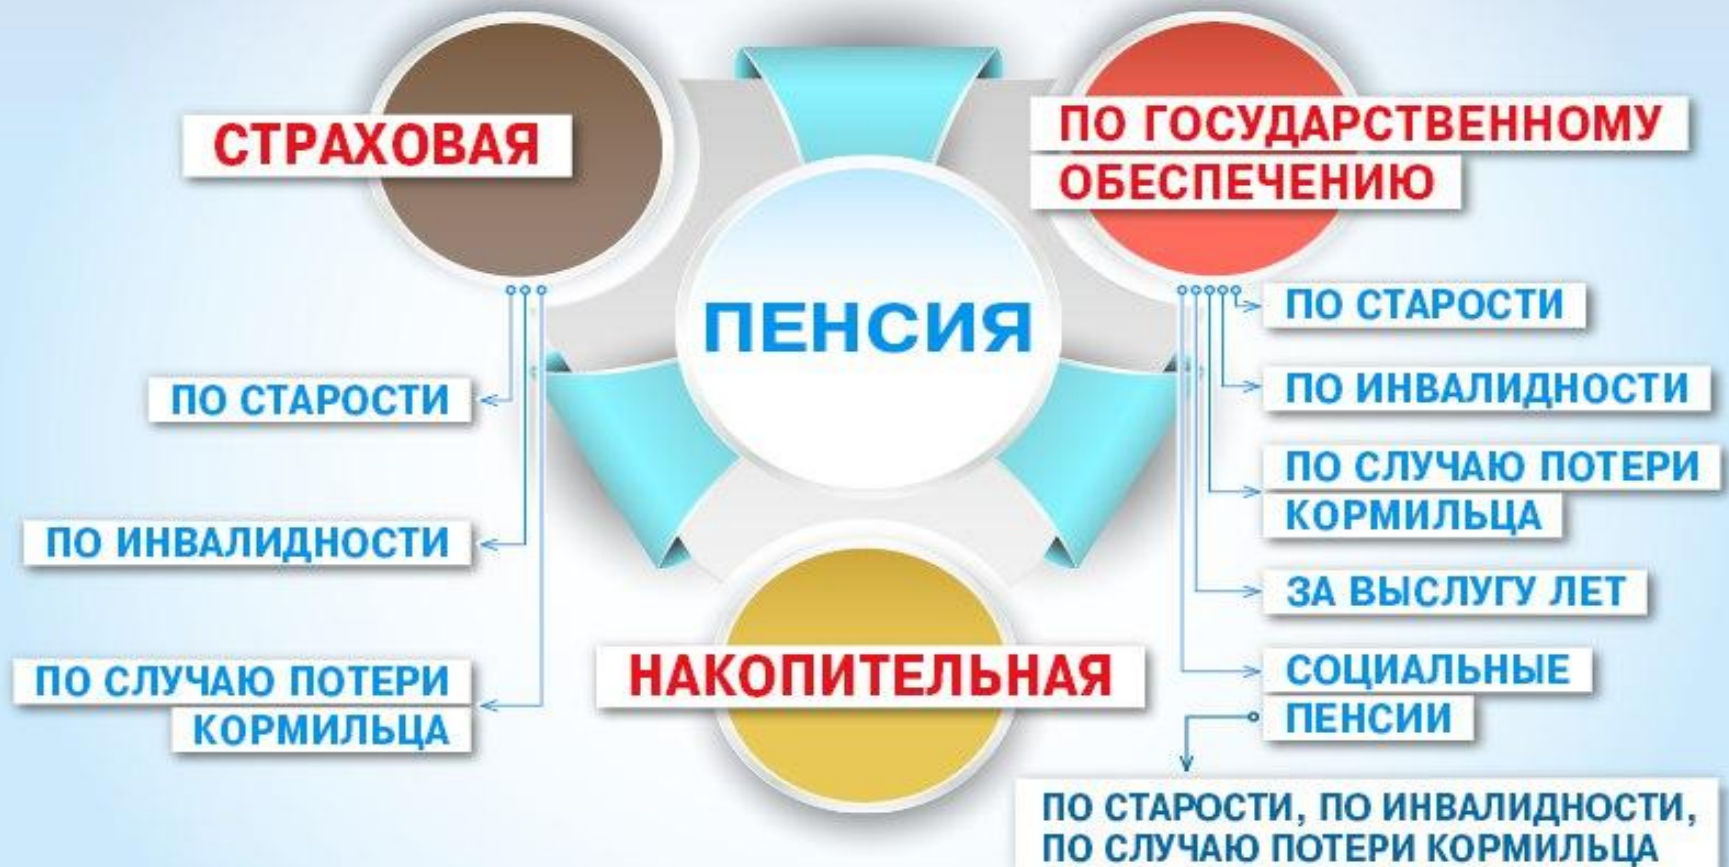 СТРАХОВАЯ
ПО ГОСУДАРСТВЕННОМУ
ОБЕСПЕЧЕНИЮ
ПЕНСИЯ
ПО СТАРОСТИ
ПО ИНВАЛИДНОСТИ
ПО СЛУЧАЮ ПОТЕРИ
КОРМИЛЬЦА
НАКОПИТЕЛЬНАЯ
ПО СТАРОСТИ
ПО ИНВАЛИДНОСТИ
ПО СЛУЧАЮ ПОТЕРИ
КОРМИЛЬЦА
ЗА ВЫСЛУГУ ЛЕТ
СОЦИАЛЬНЫЕ
ПЕНСИИ
ПО СТАРОСТИ, ПО ИНВАЛИДНОСТИ,
ПО СЛУЧАЮ ПОТЕРИ КОРМИЛЬЦА